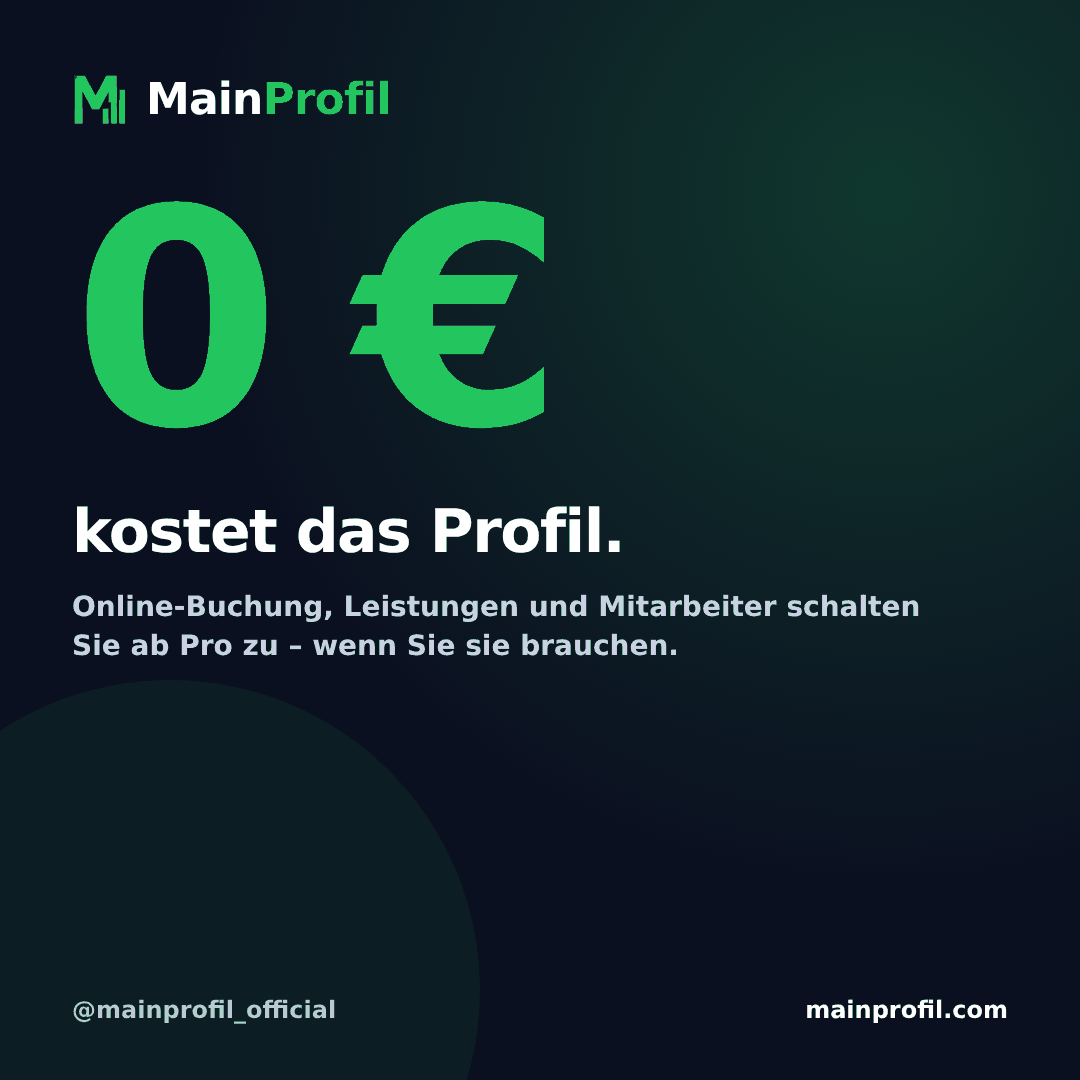 MainProfil
0 €
kostet das Profil.
Online-Buchung, Leistungen und Mitarbeiter schalten
Sie ab Pro zu – wenn Sie sie brauchen.
@mainprofil_official
mainprofil.com